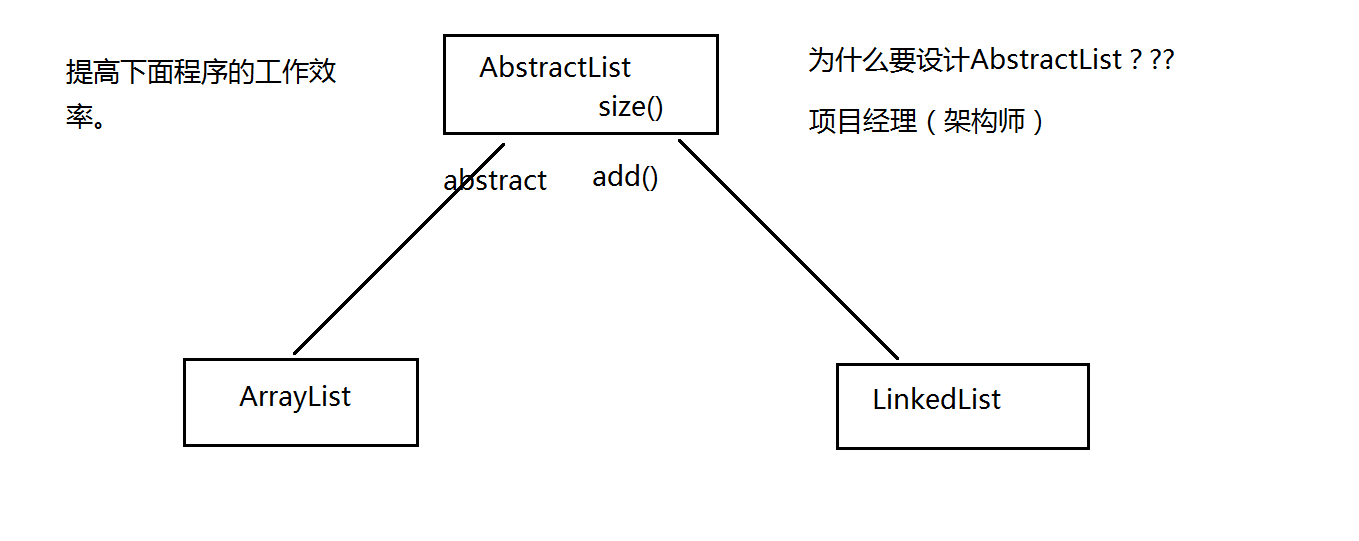 提高下面程序的工作效
率。
AbstractList
size()
为什么要设计AbstractList？??
项目经理（架构师）
abstract
add()
ArrayList
LinkedList